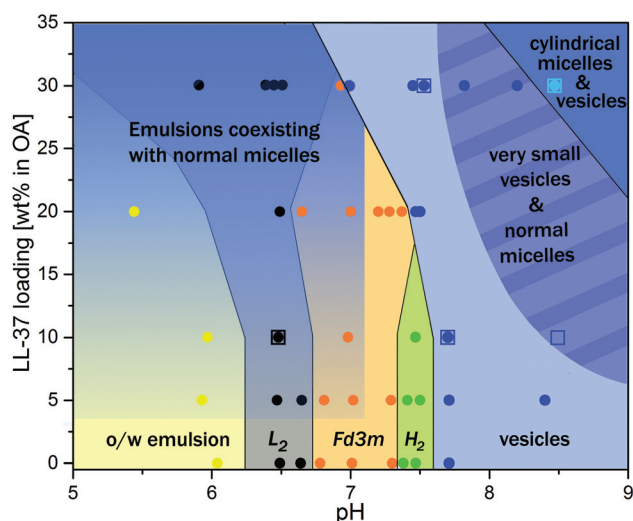 35
30
25
20
15
10
5
0
LL-37 loading [wt% in OA]
cylindrical
micelles
&
vesicles
Emulsions coexisting
with normal micelles
very small
vesicles
&
normal
micelles
o/w emulsion
L₂
Fd3m
H₂
vesicles
5
6
7
8
9
pH